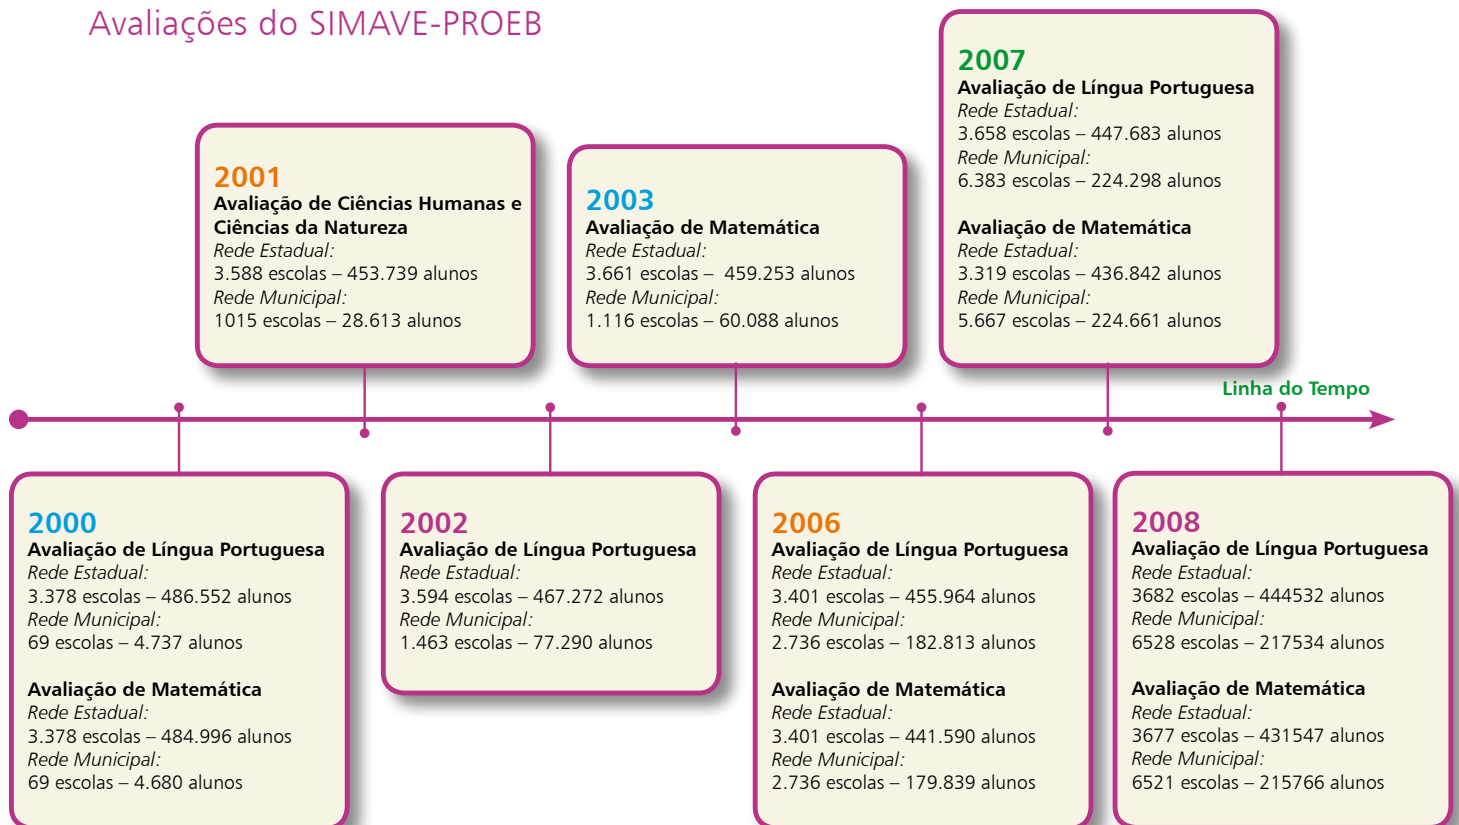 Avaliações do SIMAVE-PROEB
2007
Avaliação de Língua Portuguesa
Rede Estadual:
3.658 escolas – 447.683 alunos
Rede Municipal:
6.383 escolas – 224.298 alunos
Avaliação de Matemática
Rede Estadual:
3.319 escolas – 436.842 alunos
Rede Municipal:
5.667 escolas – 224.661 alunos
2001
Avaliação de Ciências Humanas e
Ciências da Natureza
Rede Estadual:
3.588 escolas – 453.739 alunos
Rede Municipal:
1015 escolas – 28.613 alunos
2003
Avaliação de Matemática
Rede Estadual:
3.661 escolas –  459.253 alunos
Rede Municipal:
1.116 escolas – 60.088 alunos
Linha do Tempo
2000
Avaliação de Língua Portuguesa
Rede Estadual:
3.378 escolas – 486.552 alunos
Rede Municipal:
69 escolas – 4.737 alunos
Avaliação de Matemática
Rede Estadual:
3.378 escolas – 484.996 alunos
Rede Municipal:
69 escolas – 4.680 alunos
2002
Avaliação de Língua Portuguesa
Rede Estadual:
3.594 escolas – 467.272 alunos
Rede Municipal:
1.463 escolas – 77.290 alunos
2006
Avaliação de Língua Portuguesa
Rede Estadual:
3.401 escolas – 455.964 alunos
Rede Municipal:
2.736 escolas – 182.813 alunos
Avaliação de Matemática
Rede Estadual:
3.401 escolas – 441.590 alunos
Rede Municipal:
2.736 escolas – 179.839 alunos
2008
Avaliação de Língua Portuguesa
Rede Estadual:
3682 escolas – 444532 alunos
Rede Municipal:
6528 escolas – 217534 alunos
Avaliação de Matemática
Rede Estadual:
3677 escolas – 431547 alunos
Rede Municipal:
6521 escolas – 215766 alunos